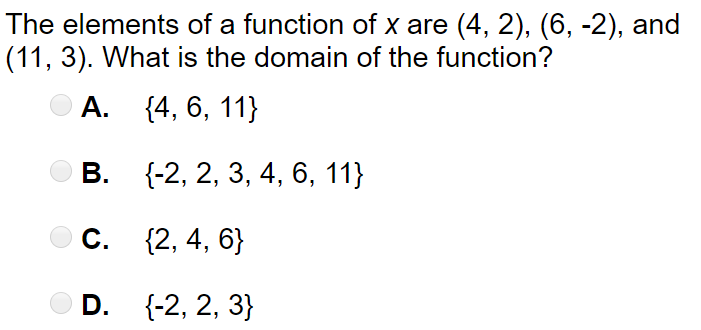 The elements of a function of x are (4, 2), (6, -2), and
(11, 3). What is the domain of the function?
A. {4, 6, 11}
B. {-2, 2, 3, 4, 6, 11}
C. {2, 4, 6}
D. {-2, 2, 3}